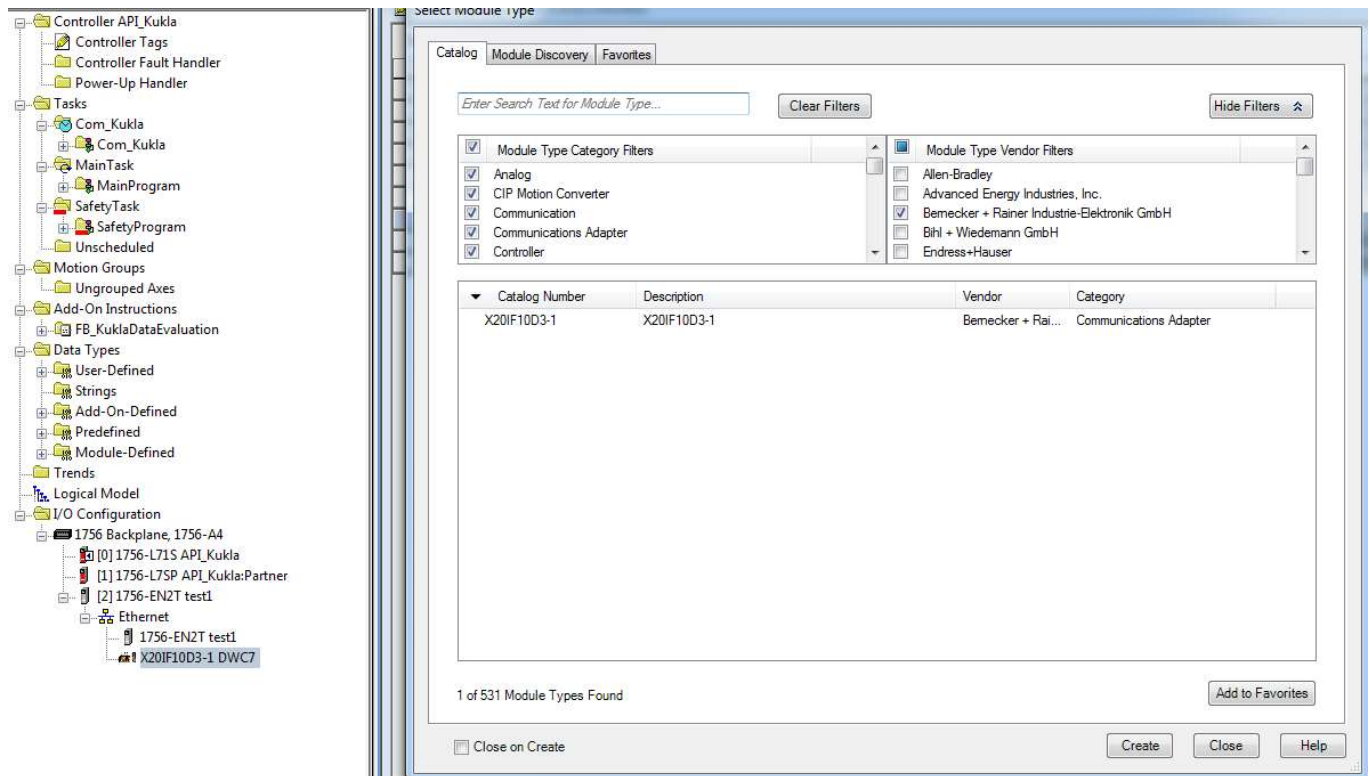 Controller API_Kukla
Controller Tags
Controller Fault Handler
Power-Up Handler
Tasks
Com_Kukla
Com_Kukla
MainTask
MainProgram
SafetyTask
SafetyProgram
Unscheduled
Motion Groups
Ungrouped Axes
Add-On Instructions
FB_KuklaDataEvaluation
Data Types
User-Defined
Strings
Add-On-Defined
Predefined
Module-Defined
Trends
Logical Model
I/O Configuration
1756 Backplane, 1756-A4
[0] 1756-L71S API_Kukla
[1] 1756-L7SP API_Kukla:Partner
[2] 1756-EN2T test1
Ethernet
1756-EN2T test1
X20IF10D3-1 DWC7
Select Module Type
Catalog Module Discovery Favorites
Enter Search Text for Module Type... Clear Filters Hide Filters
Module Type Category Filters
Analog
CIP Motion Converter
Communication
Communications Adapter
Controller
Module Type Vendor Filters
Allen-Bradley
Advanced Energy Industries, Inc.
Bernecker + Rainer Industrie-Elektronik GmbH
Bihl + Wiedemann GmbH
Endress+Hauser
Catalog Number Description Vendor Category
X20IF10D3-1 X20IF10D3-1 Bernecker + Rai... Communications Adapter
1 of 531 Module Types Found Add to Favorites
Close on Create Create Close Help